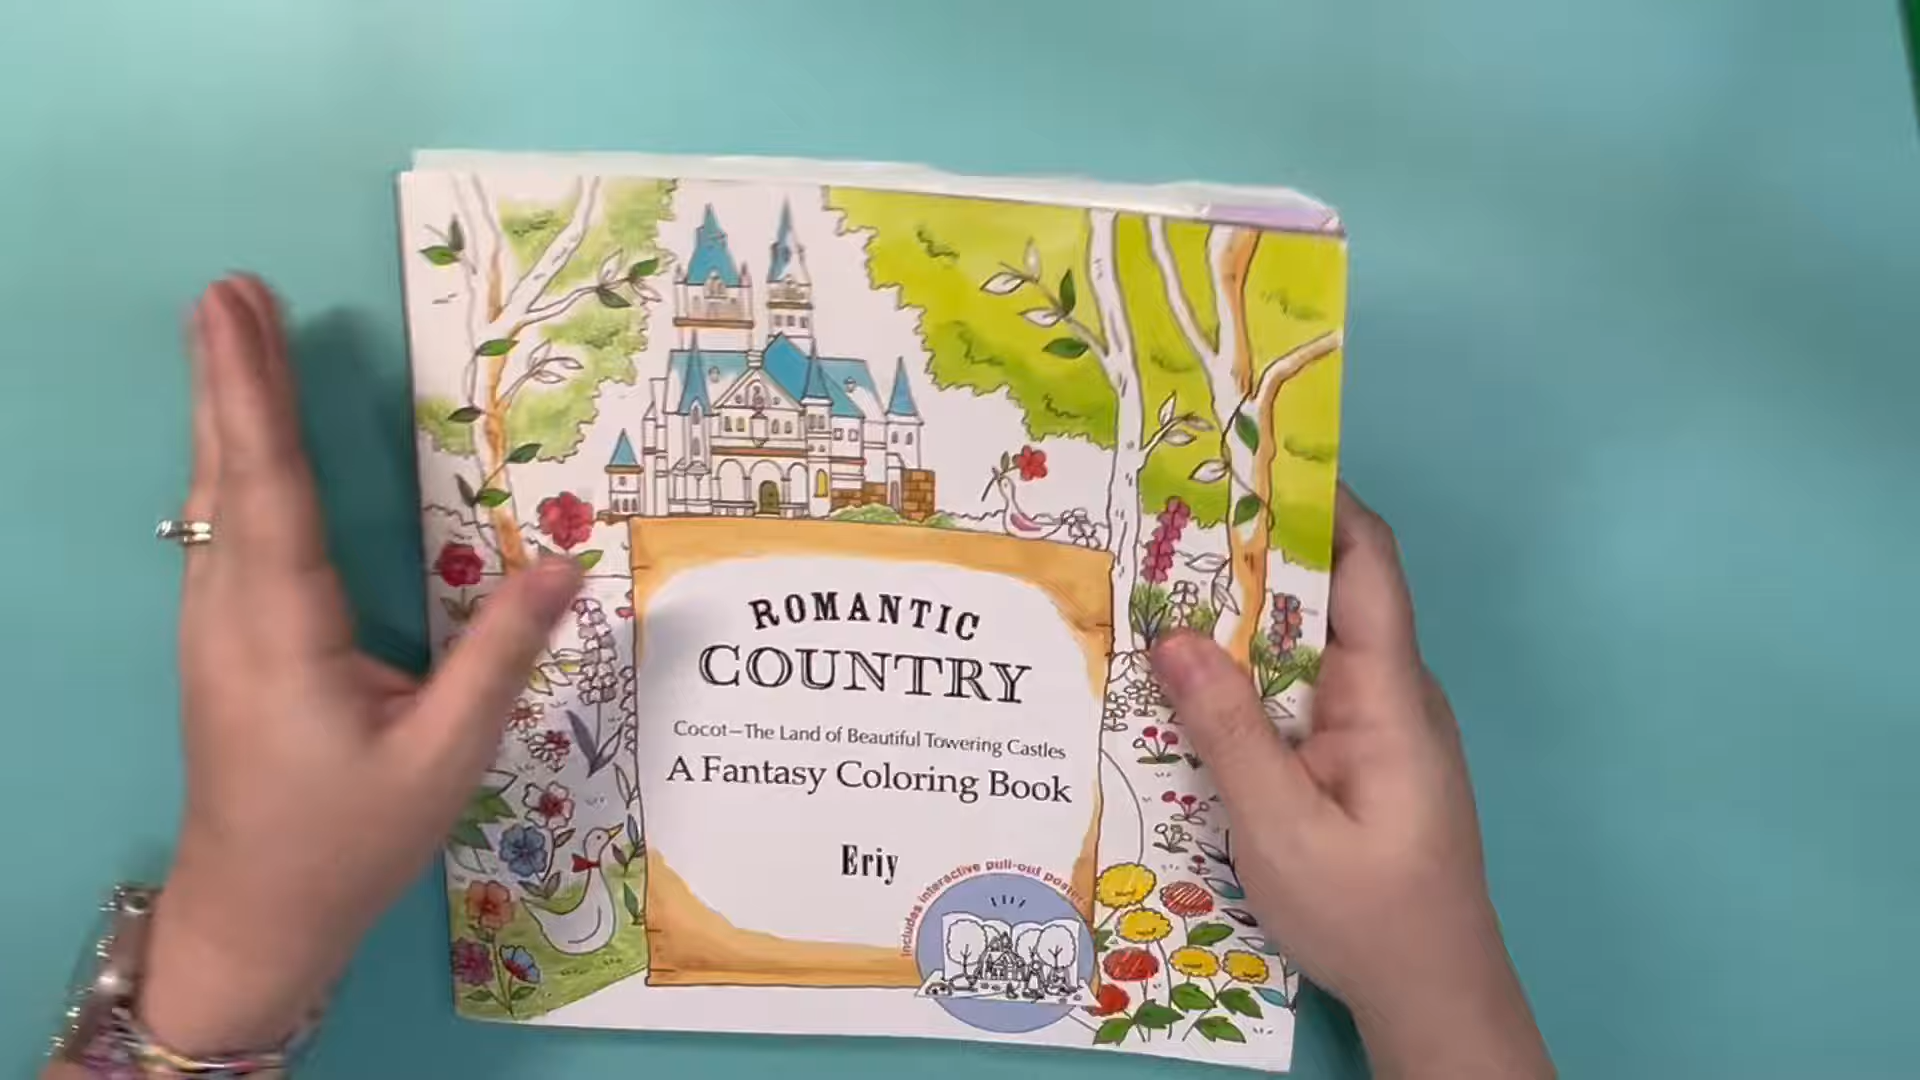 ROMANTIC
COUNTRY
Cocot—The Land of Beautiful Towering Castles
A Fantasy Coloring Book
Eriy
Includes interactive pull-out poster